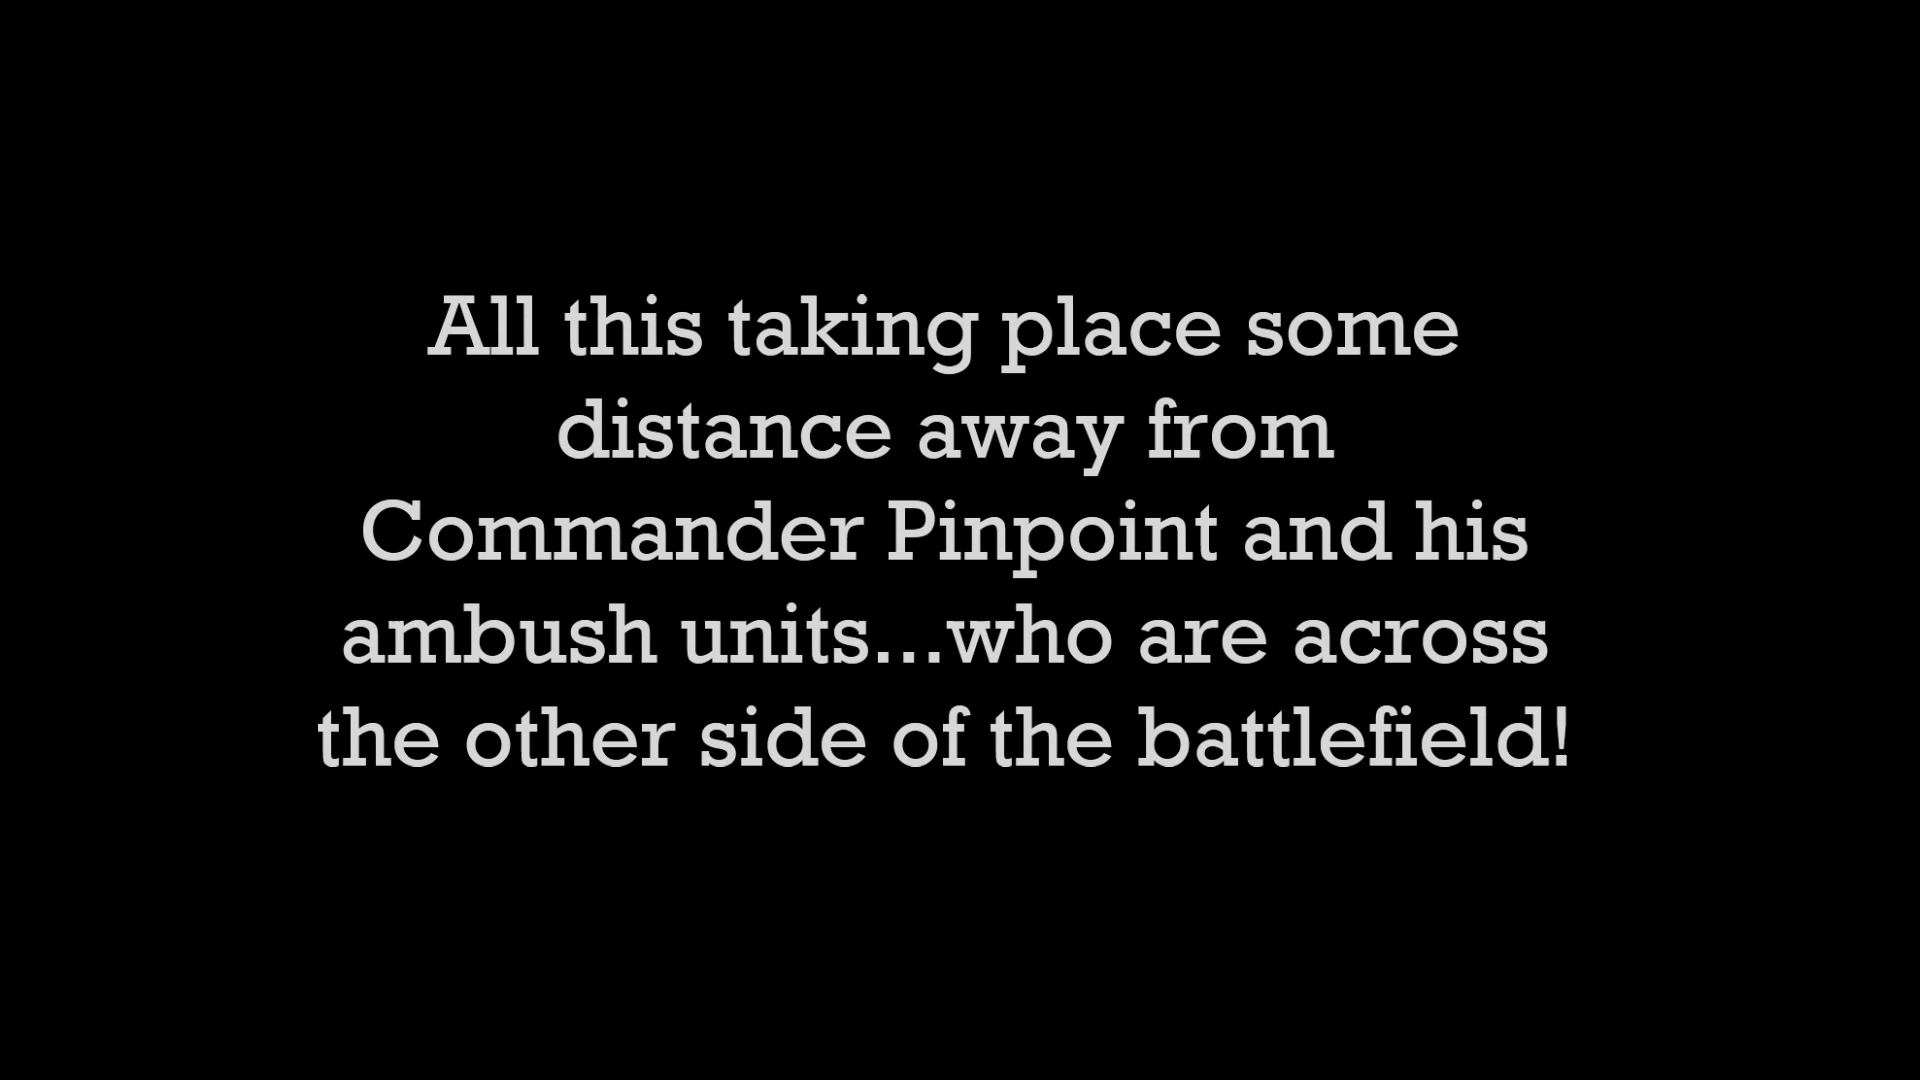 All this taking place some
distance away from
Commander Pinpoint and his
ambush units...who are across
the other side of the battlefield!